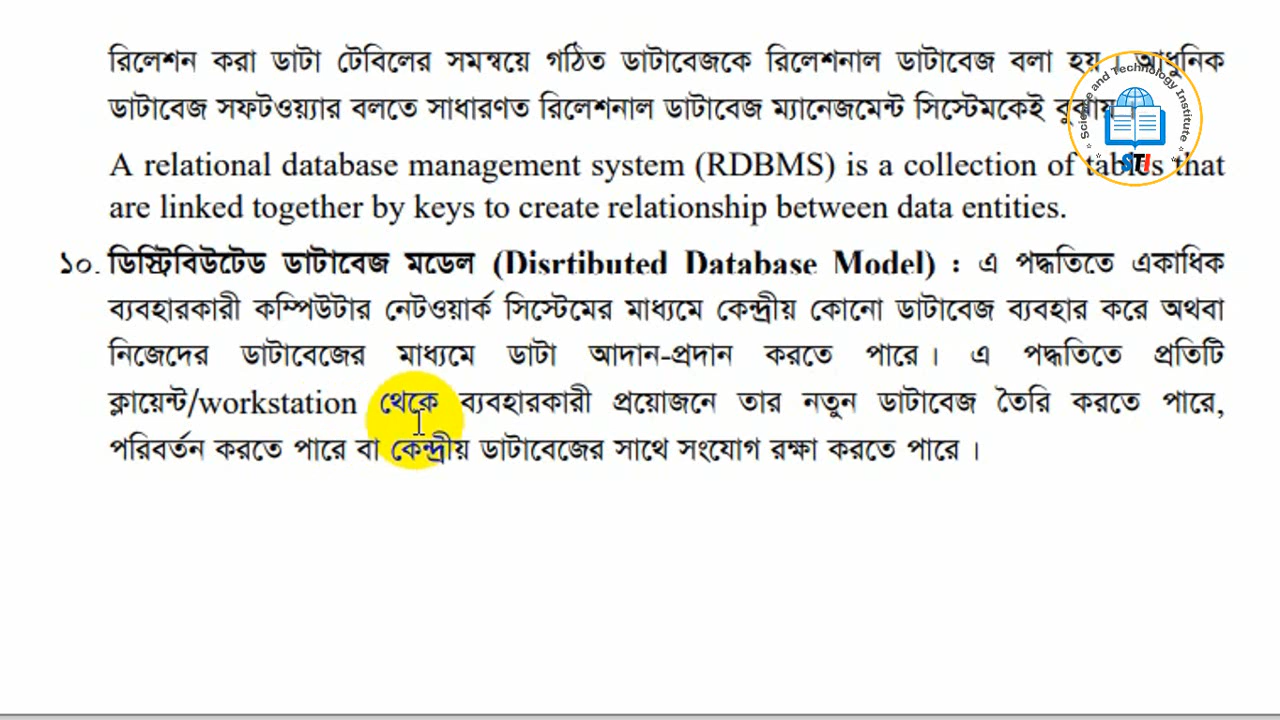 রিলেশন করা ডাটা টেবিলের সমন্বয়ে গঠিত ডাটাবেজকে রিলেশনাল ডাটাবেজ বলা হয়। আধুনিক
ডাটাবেজ সফটওয়্যার বলতে সাধারণত রিলেশনাল ডাটাবেজ ম্যানেজমেন্ট সিস্টেমকেই বুঝায়।
A relational database management system (RDBMS) is a collection of tables that
are linked together by keys to create relationship between data entities.
১০. ডিস্ট্রিবিউটেড ডাটাবেজ মডেল (Disrtibuted Database Model) : এ পদ্ধতিতে একাধিক
ব্যবহারকারী কম্পিউটার নেটওয়ার্ক সিস্টেমের মাধ্যমে কেন্দ্রীয় কোনো ডাটাবেজ ব্যবহার করে অথবা
নিজেদের ডাটাবেজের মাধ্যমে ডাটা আদান-প্রদান করতে পারে। এ পদ্ধতিতে প্রতিটি
ক্লায়েন্ট/workstation থেকে ব্যবহারকারী প্রয়োজনে তার নতুন ডাটাবেজ তৈরি করতে পারে,
পরিবর্তন করতে পারে বা কেন্দ্রীয় ডাটাবেজের সাথে সংযোগ রক্ষা করতে পারে।
Science and Technology Institute
STI